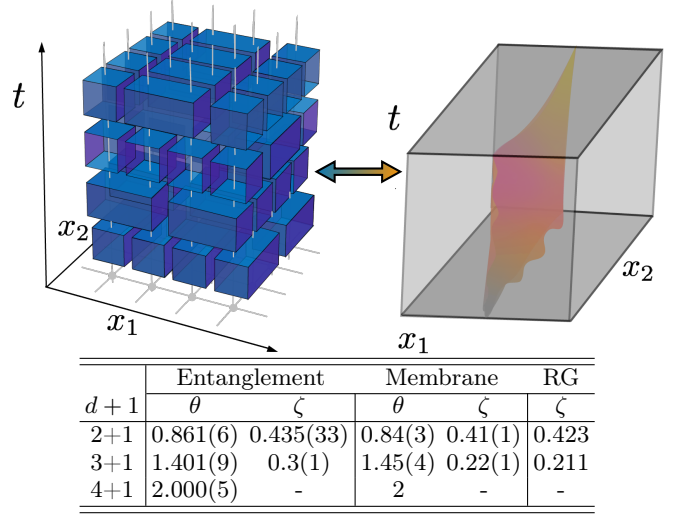 t
x₂
x₁
t
x₂
x₁
Entanglement Membrane RG
d + 1 θ ζ θ ζ ζ
2+1 0.861(6) 0.435(33) 0.84(3) 0.41(1) 0.423
3+1 1.401(9) 0.3(1) 1.45(4) 0.22(1) 0.211
4+1 2.000(5) - 2 - -